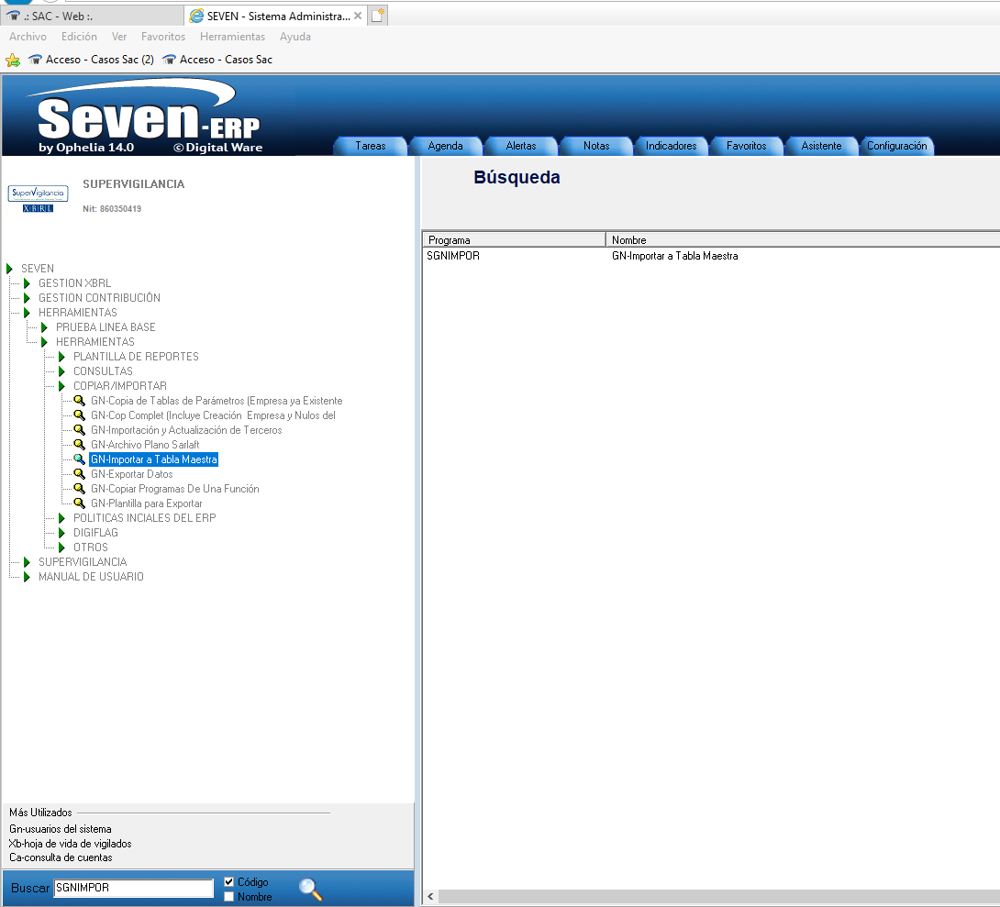 .: SAC - Web :.
SEVEN - Sistema Administra...
Archivo Edición Ver Favoritos Herramientas Ayuda
Acceso - Casos Sac (2) Acceso - Casos Sac
Seven-ERP
by Ophelia 14.0 ©Digital Ware
Tareas Agenda Alertas Notas Indicadores Favoritos Asistente Configuración
SuperVigilancia
XBRL
SUPERVIGILANCIA
Nit: 860350419
SEVEN
GESTION XBRL
GESTION CONTRIBUCIÓN
HERRAMIENTAS
PRUEBA LINEA BASE
HERRAMIENTAS
PLANTILLA DE REPORTES
CONSULTAS
COPIAR/IMPORTAR
GN-Copia de Tablas de Parámetros (Empresa ya Existente
GN-Cop Complet (Incluye Creación Empresa y Nulos del
GN-Importación y Actualización de Terceros
GN-Archivo Plano Sarlaft
GN-Importar a Tabla Maestra
GN-Exportar Datos
GN-Copiar Programas De Una Función
GN-Plantilla para Exportar
POLITICAS INCIALES DEL ERP
DIGIFLAG
OTROS
SUPERVIGILANCIA
MANUAL DE USUARIO
Más Utilizados
Gn-usuarios del sistema
Xb-hoja de vida de vigilados
Ca-consulta de cuentas
Buscar SGNIMPOR
Código
Nombre
Búsqueda
Programa Nombre
SGNIMPOR GN-Importar a Tabla Maestra